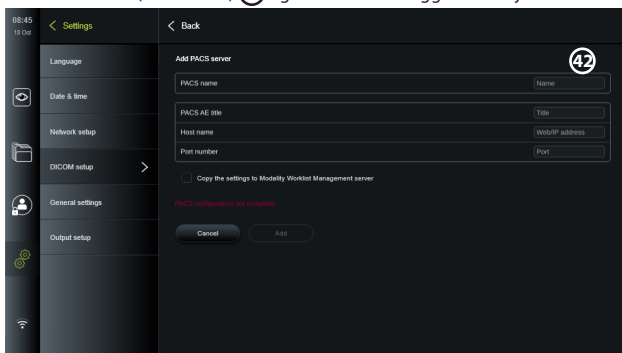 08:45
18 Oct
Settings
Back
Language
Date & time
Network setup
DICOM setup
General settings
Output setup
Add PACS server
42
PACS name
Name
PACS AE title
Title
Host name
Web/IP address
Port number
Port
Copy the settings to Modality Worklist Management server
PACS configuration not complete
Cancel
Add